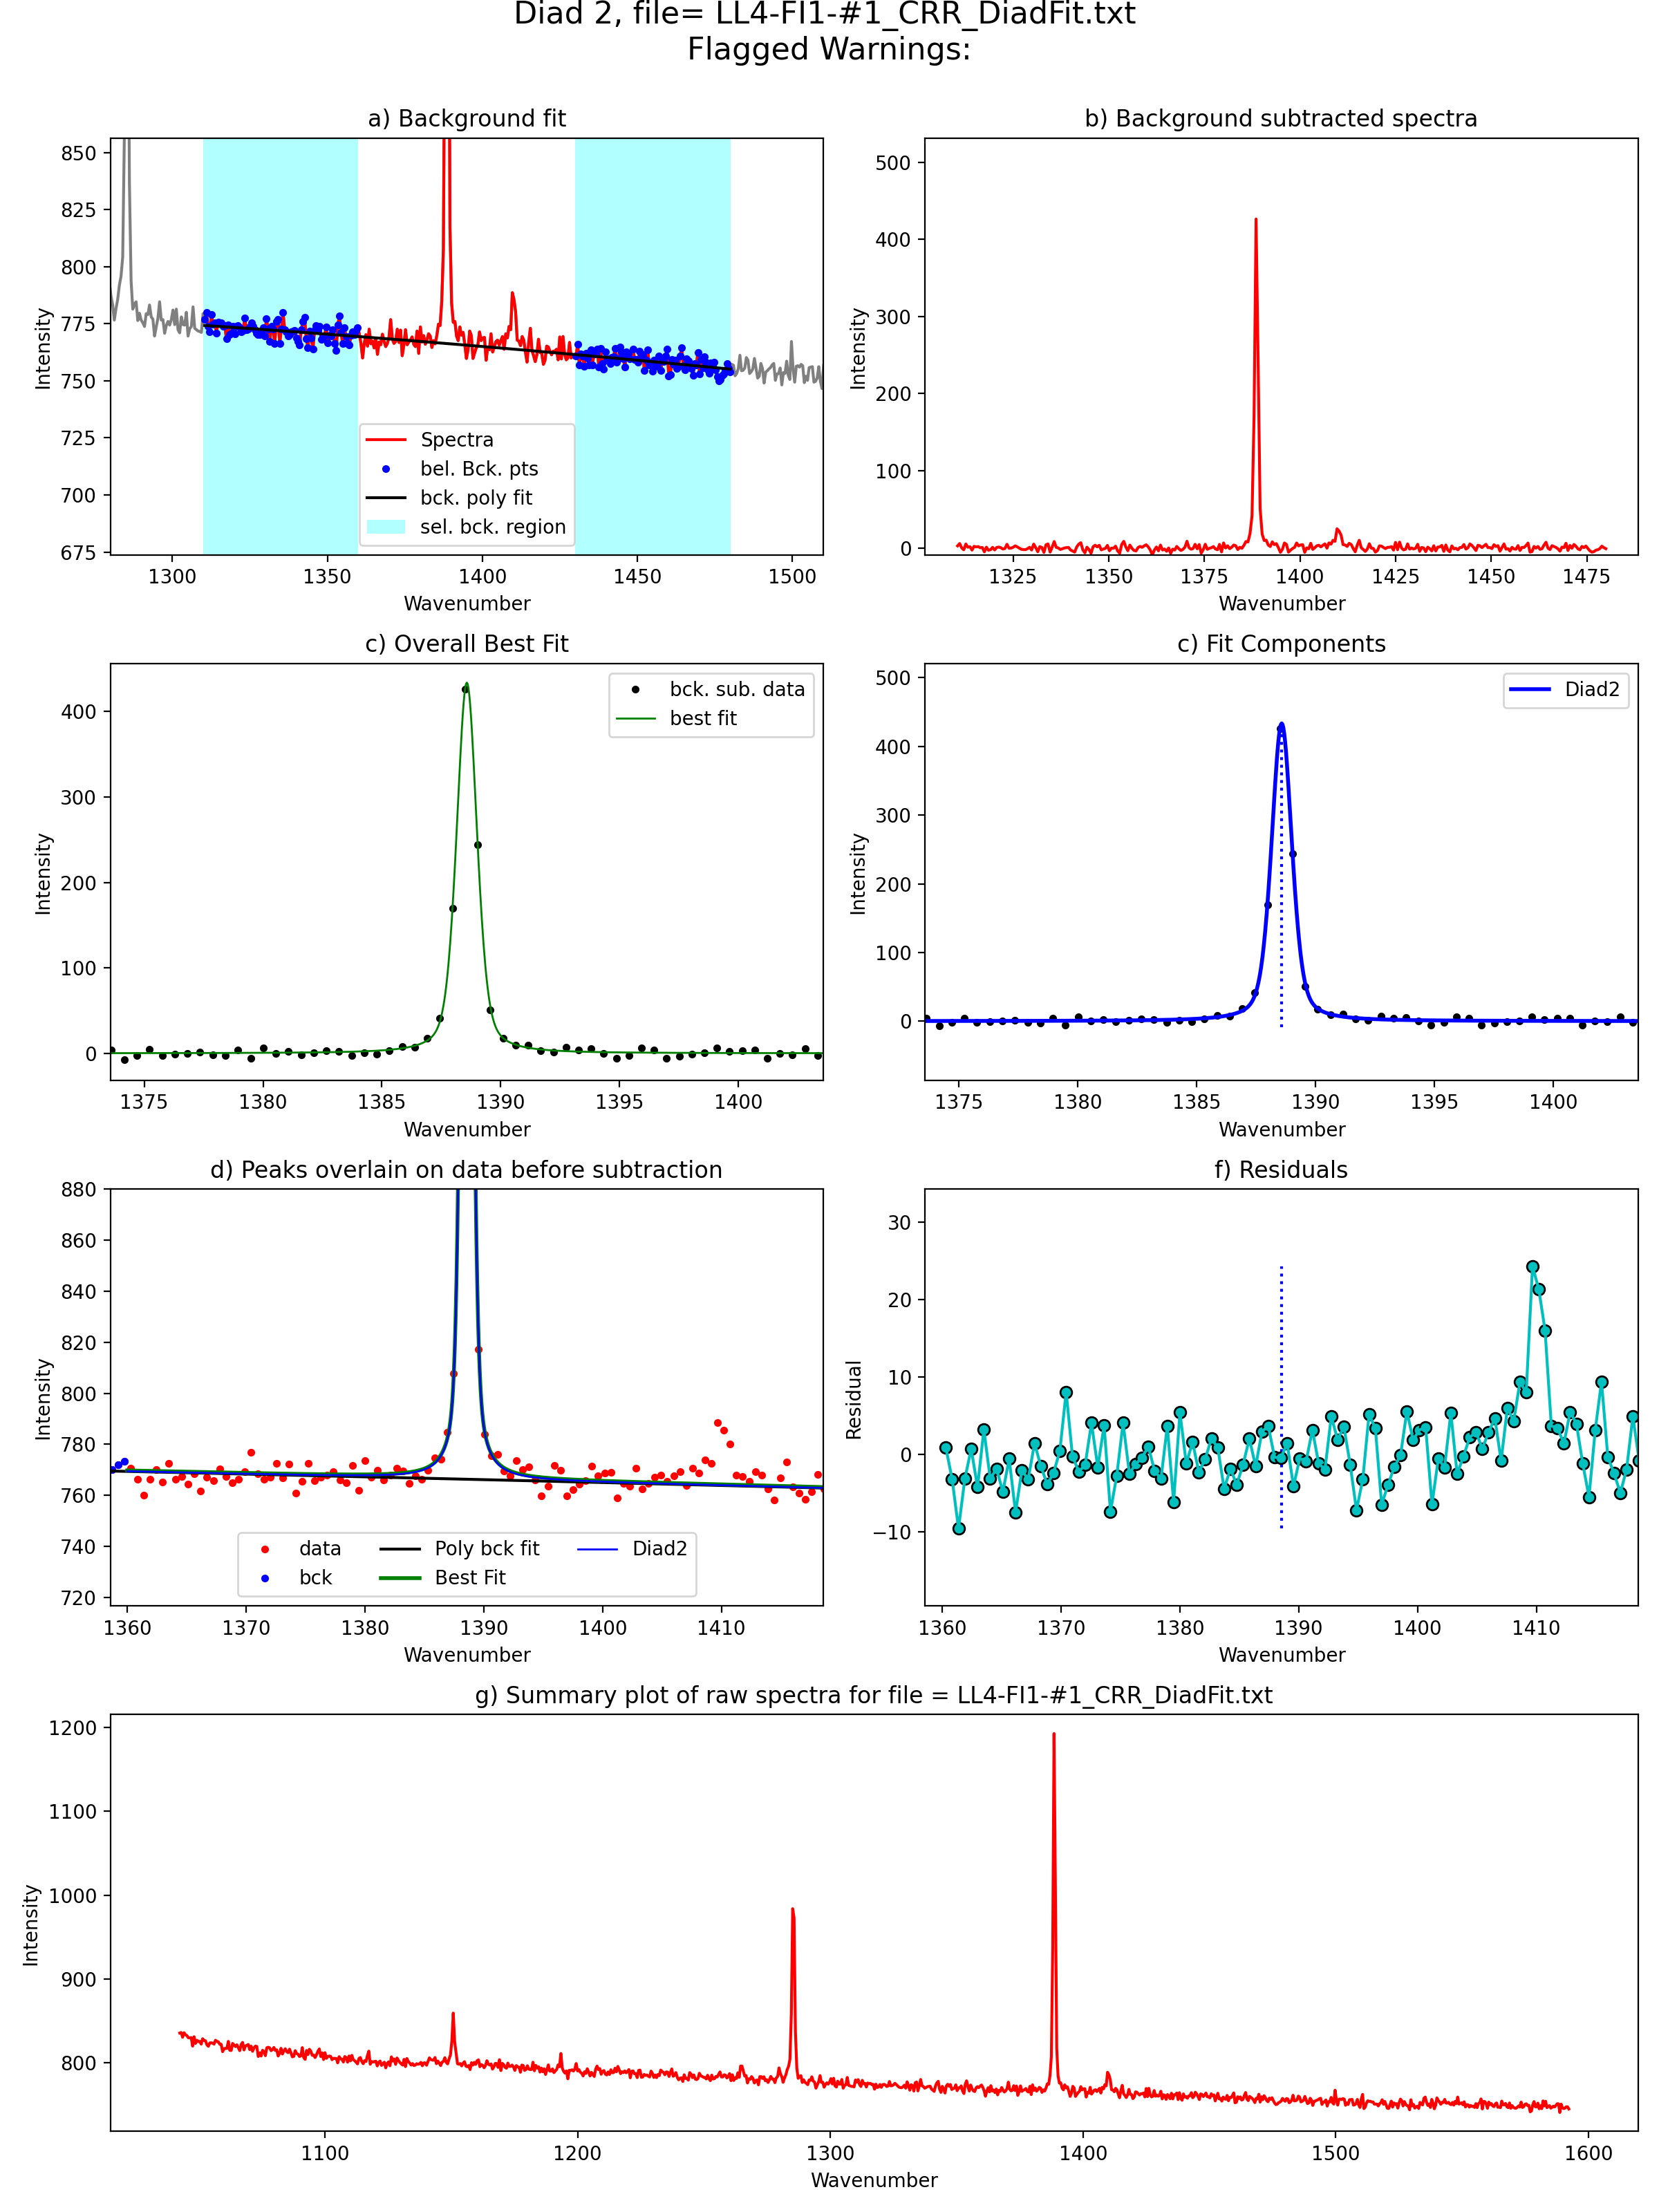 Diad 2, file= LL4-FI1-#1_CRR_DiadFit.txt
Flagged Warnings:
a) Background fit
850
825
800
775
750
725
700
675
Intensity
Spectra
bel. Bck. pts
bck. poly fit
sel. bck. region
1300 1350 1400 1450 1500
Wavenumber
b) Background subtracted spectra
500
400
300
200
100
0
Intensity
1325 1350 1375 1400 1425 1450 1475
Wavenumber
c) Overall Best Fit
400
300
200
100
0
Intensity
bck. sub. data
best fit
1375 1380 1385 1390 1395 1400
Wavenumber
c) Fit Components
500
400
300
200
100
0
Intensity
Diad2
1375 1380 1385 1390 1395 1400
Wavenumber
d) Peaks overlain on data before subtraction
880
860
840
820
800
780
760
740
720
Intensity
data
bck
Poly bck fit
Best Fit
Diad2
1360 1370 1380 1390 1400 1410
Wavenumber
f) Residuals
30
20
10
0
−10
Residual
1360 1370 1380 1390 1400 1410
Wavenumber
g) Summary plot of raw spectra for file = LL4-FI1-#1_CRR_DiadFit.txt
1200
1100
1000
900
800
Intensity
1100 1200 1300 1400 1500 1600
Wavenumber